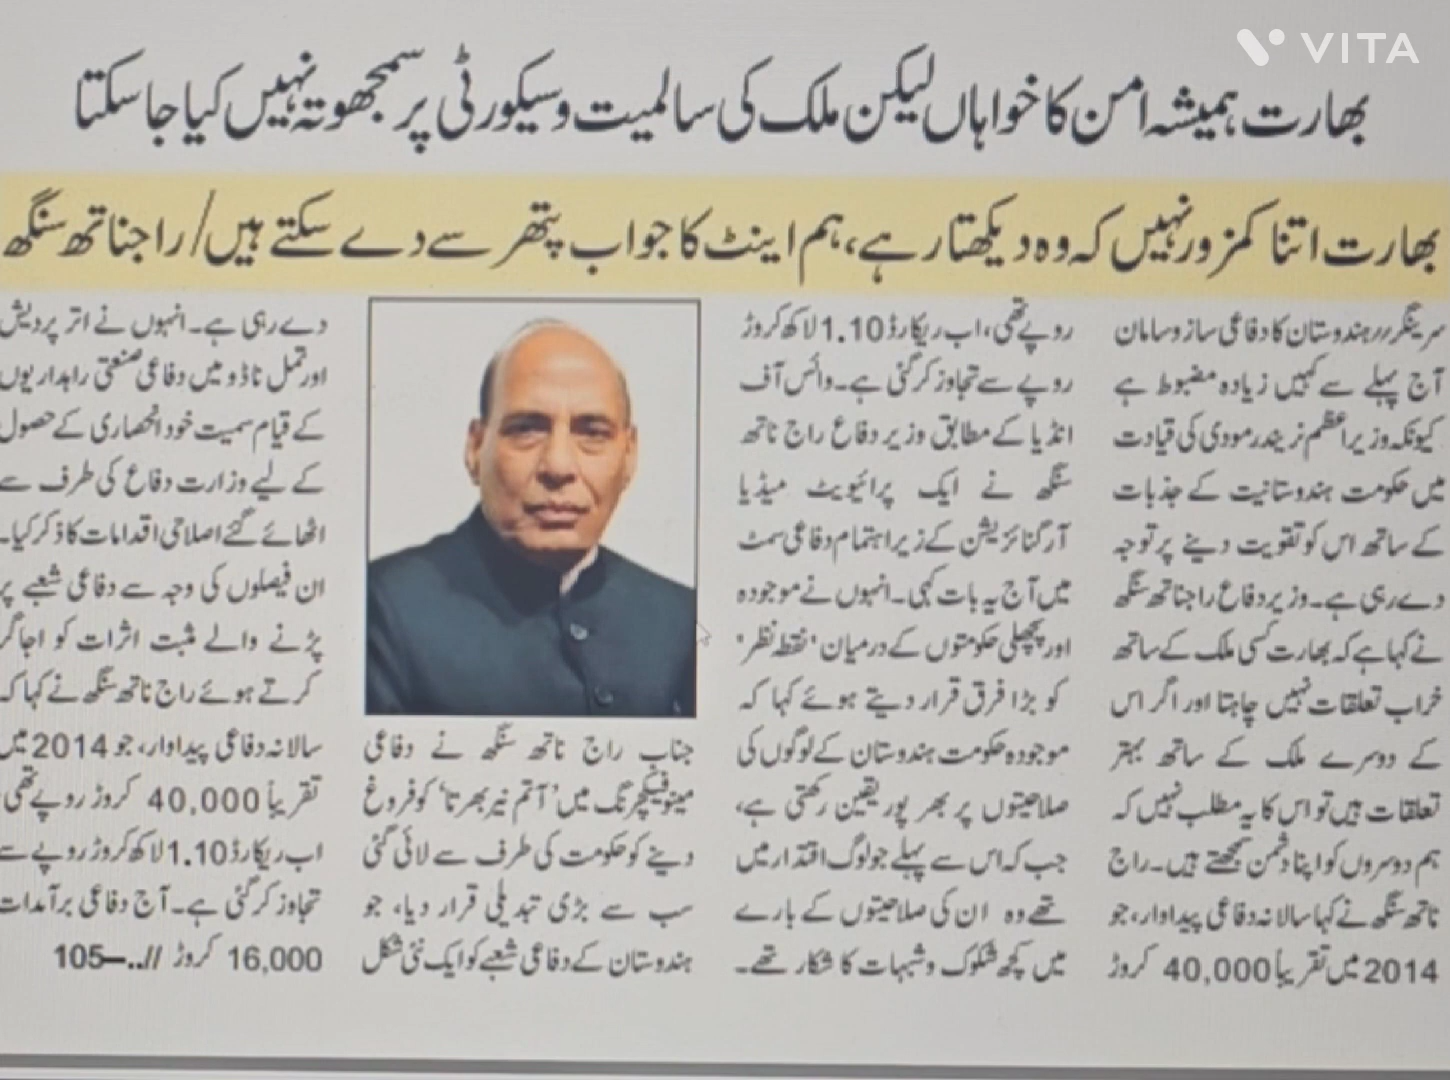 VITA
بھارت ہمیشہ امن کا خواہاں لیکن ملک کی سالمیت و سیکورٹی پر سمجھوتہ نہیں کیا جا سکتا
بھارت اتنا کمزور نہیں کہ وہ دیکھتا رہے، ہم اینٹ کا جواب پتھر سے دے سکتے ہیں/راجناتھ سنگھ
سرینگر//ہندوستان کا دفاعی ساز و سامان
آج پہلے سے کہیں زیادہ مضبوط ہے
کیونکہ وزیراعظم نریندر مودی کی قیادت
میں حکومت ہندوستانیت کے جذبات
کے ساتھ اس کو تقویت دینے پر توجہ
دے رہی ہے۔ وزیر دفاع راجناتھ سنگھ
نے کہا ہے کہ بھارت کسی ملک کے ساتھ
خراب تعلقات نہیں چاہتا اور اگر اس
کے دوسرے ملک کے ساتھ بہتر
تعلقات ہیں تو اس کا یہ مطلب نہیں کہ
ہم دوسروں کو اپنا دشمن سمجھتے ہیں۔ راج
ناتھ سنگھ نے کہا سالانہ دفاعی پیداوار، جو
2014 میں تقریباً 40,000 کروڑ
روپے تھی، اب ریکارڈ 1.10 لاکھ کروڑ
روپے سے تجاوز کر گئی ہے۔ وائس آف
انڈیا کے مطابق وزیر دفاع راج ناتھ
سنگھ نے ایک پرائیویٹ میڈیا
آرگنائزیشن کے زیر اہتمام دفاعی سمٹ
میں آج یہ بات کہی۔ انہوں نے موجودہ
اور پچھلی حکومتوں کے درمیان 'نقطہ نظر'
کو بڑا فرق قرار دیتے ہوئے کہا کہ
موجودہ حکومت ہندوستان کے لوگوں کی
صلاحیتوں پر بھر پور یقین رکھتی ہے،
جب کہ اس سے پہلے جو لوگ اقتدار میں
تھے وہ ان کی صلاحیتوں کے بارے
میں کچھ شکوک و شبہات کا شکار تھے۔
جناب راج ناتھ سنگھ نے دفاعی
مینوفیکچرنگ میں 'آتم نیر بھرتا' کو فروغ
دینے کو حکومت کی طرف سے لائی گئی
سب سے بڑی تبدیلی قرار دیا، جو
ہندوستان کے دفاعی شعبے کو ایک نئی شکل
دے رہی ہے۔ انہوں نے اتر پردیش
اور تمل ناڈو میں دفاعی صنعتی راہداریوں
کے قیام سمیت خود انحصاری کے حصول
کے لیے وزارت دفاع کی طرف سے
اٹھائے گئے اصلاحی اقدامات کا ذکر کیا۔
ان فیصلوں کی وجہ سے دفاعی شعبے پر
پڑنے والے مثبت اثرات کو اجاگر
کرتے ہوئے راج ناتھ سنگھ نے کہا کہ
سالانہ دفاعی پیداوار، جو 2014 میں
تقریباً 40,000 کروڑ روپے تھی،
اب ریکارڈ 1.10 لاکھ کروڑ روپے سے
تجاوز کر گئی ہے۔ آج دفاعی برآمدات
16,000 کروڑ //..–105